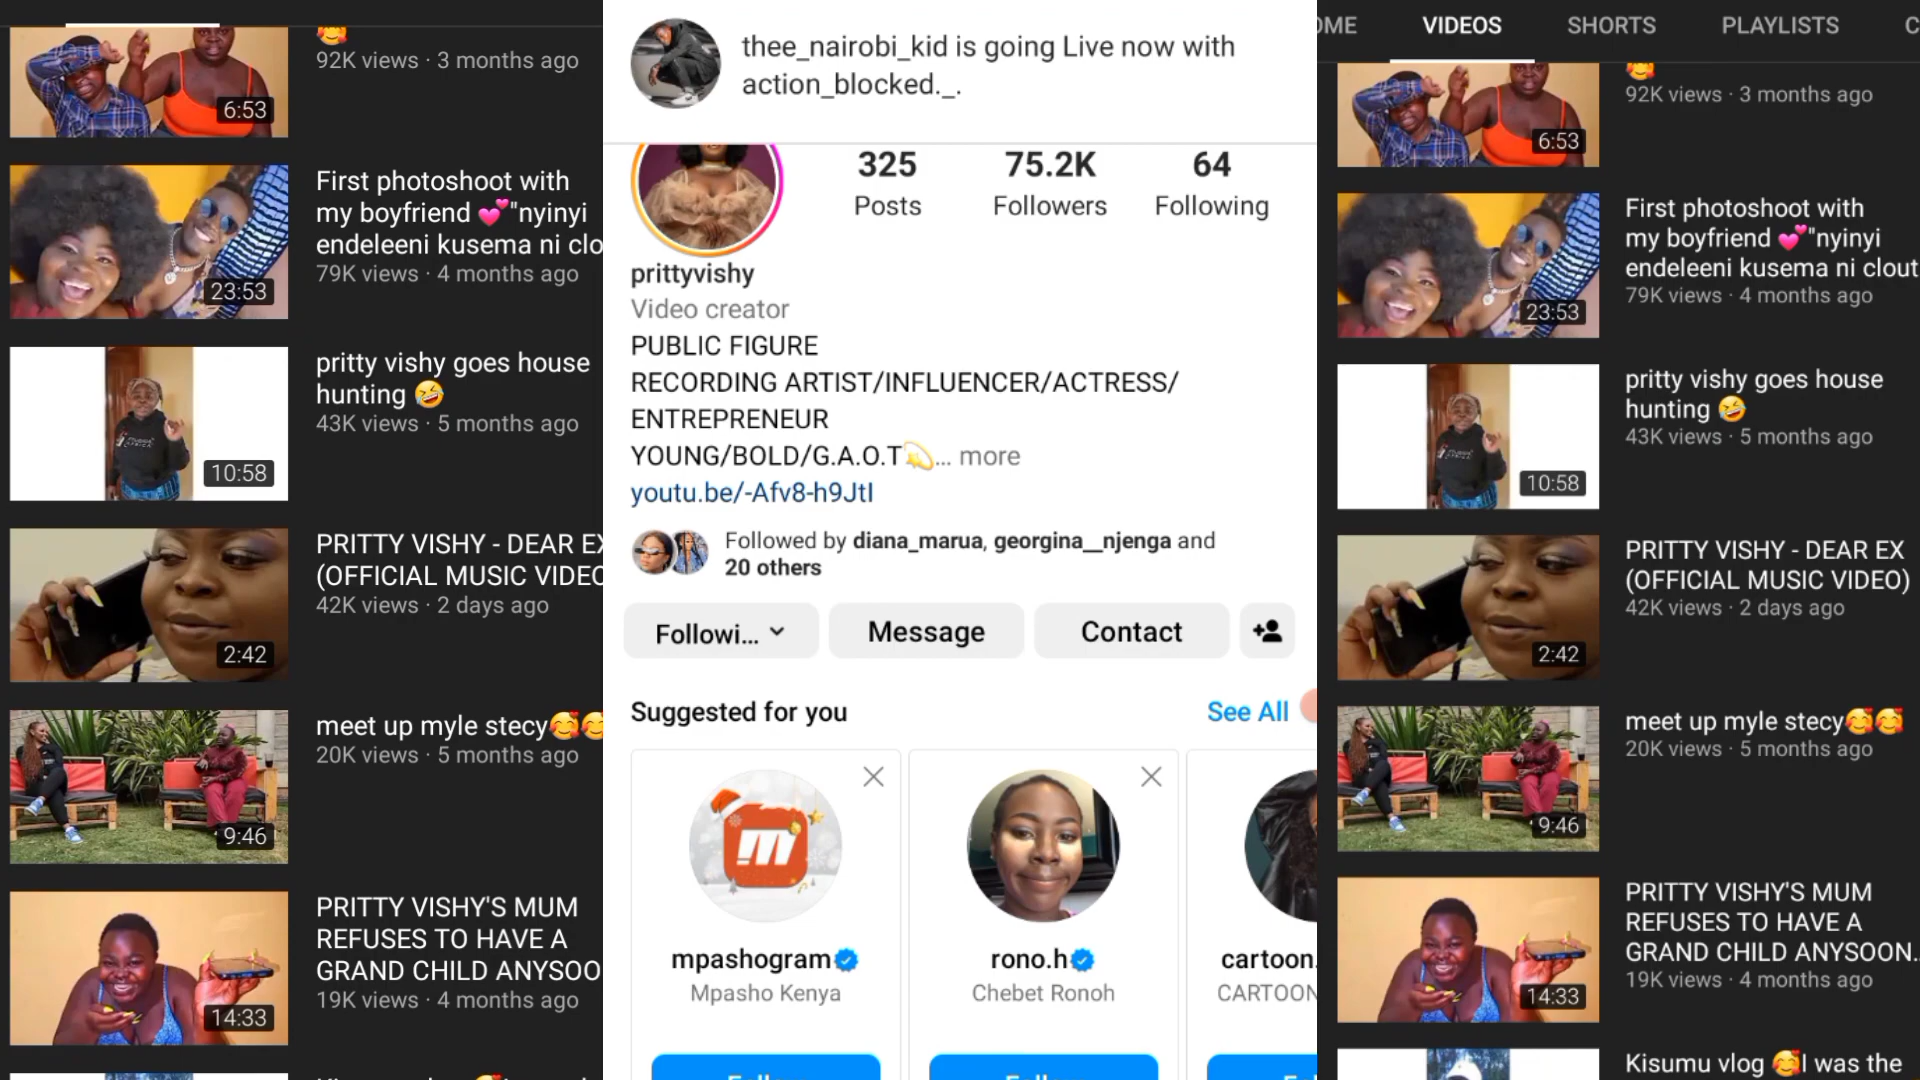 92K views · 3 months ago
6:53
First photoshoot with
my boyfriend 💕"nyinyi
endeleeni kusema ni clo
79K views · 4 months ago
23:53
pritty vishy goes house
hunting 🤣
43K views · 5 months ago
10:58
PRITTY VISHY - DEAR EX
(OFFICIAL MUSIC VIDEO
42K views · 2 days ago
2:42
meet up myle stecy🥰🥰
20K views · 5 months ago
9:46
PRITTY VISHY'S MUM
REFUSES TO HAVE A
GRAND CHILD ANYSOO
19K views · 4 months ago
14:33
thee_nairobi_kid is going Live now with
action_blocked._.
325 75.2K 64
Posts Followers Following
prittyvishy
Video creator
PUBLIC FIGURE
RECORDING ARTIST/INFLUENCER/ACTRESS/
ENTREPRENEUR
YOUNG/BOLD/G.A.O.T💫... more
youtu.be/-Afv8-h9JtI
Followed by diana_marua, georgina__njenga and
20 others
Followi... Message Contact
Suggested for you See All
mpashogram rono.h cartoon.
Mpasho Kenya Chebet Ronoh CARTOON
OME VIDEOS SHORTS PLAYLISTS C
🥰
92K views · 3 months ago
6:53
First photoshoot with
my boyfriend 💕"nyinyi
endeleeni kusema ni clout
79K views · 4 months ago
23:53
pritty vishy goes house
hunting 🤣
43K views · 5 months ago
10:58
PRITTY VISHY - DEAR EX
(OFFICIAL MUSIC VIDEO)
42K views · 2 days ago
2:42
meet up myle stecy🥰🥰
20K views · 5 months ago
9:46
PRITTY VISHY'S MUM
REFUSES TO HAVE A
GRAND CHILD ANYSOON..
19K views · 4 months ago
14:33
Kisumu vlog 🥰I was the